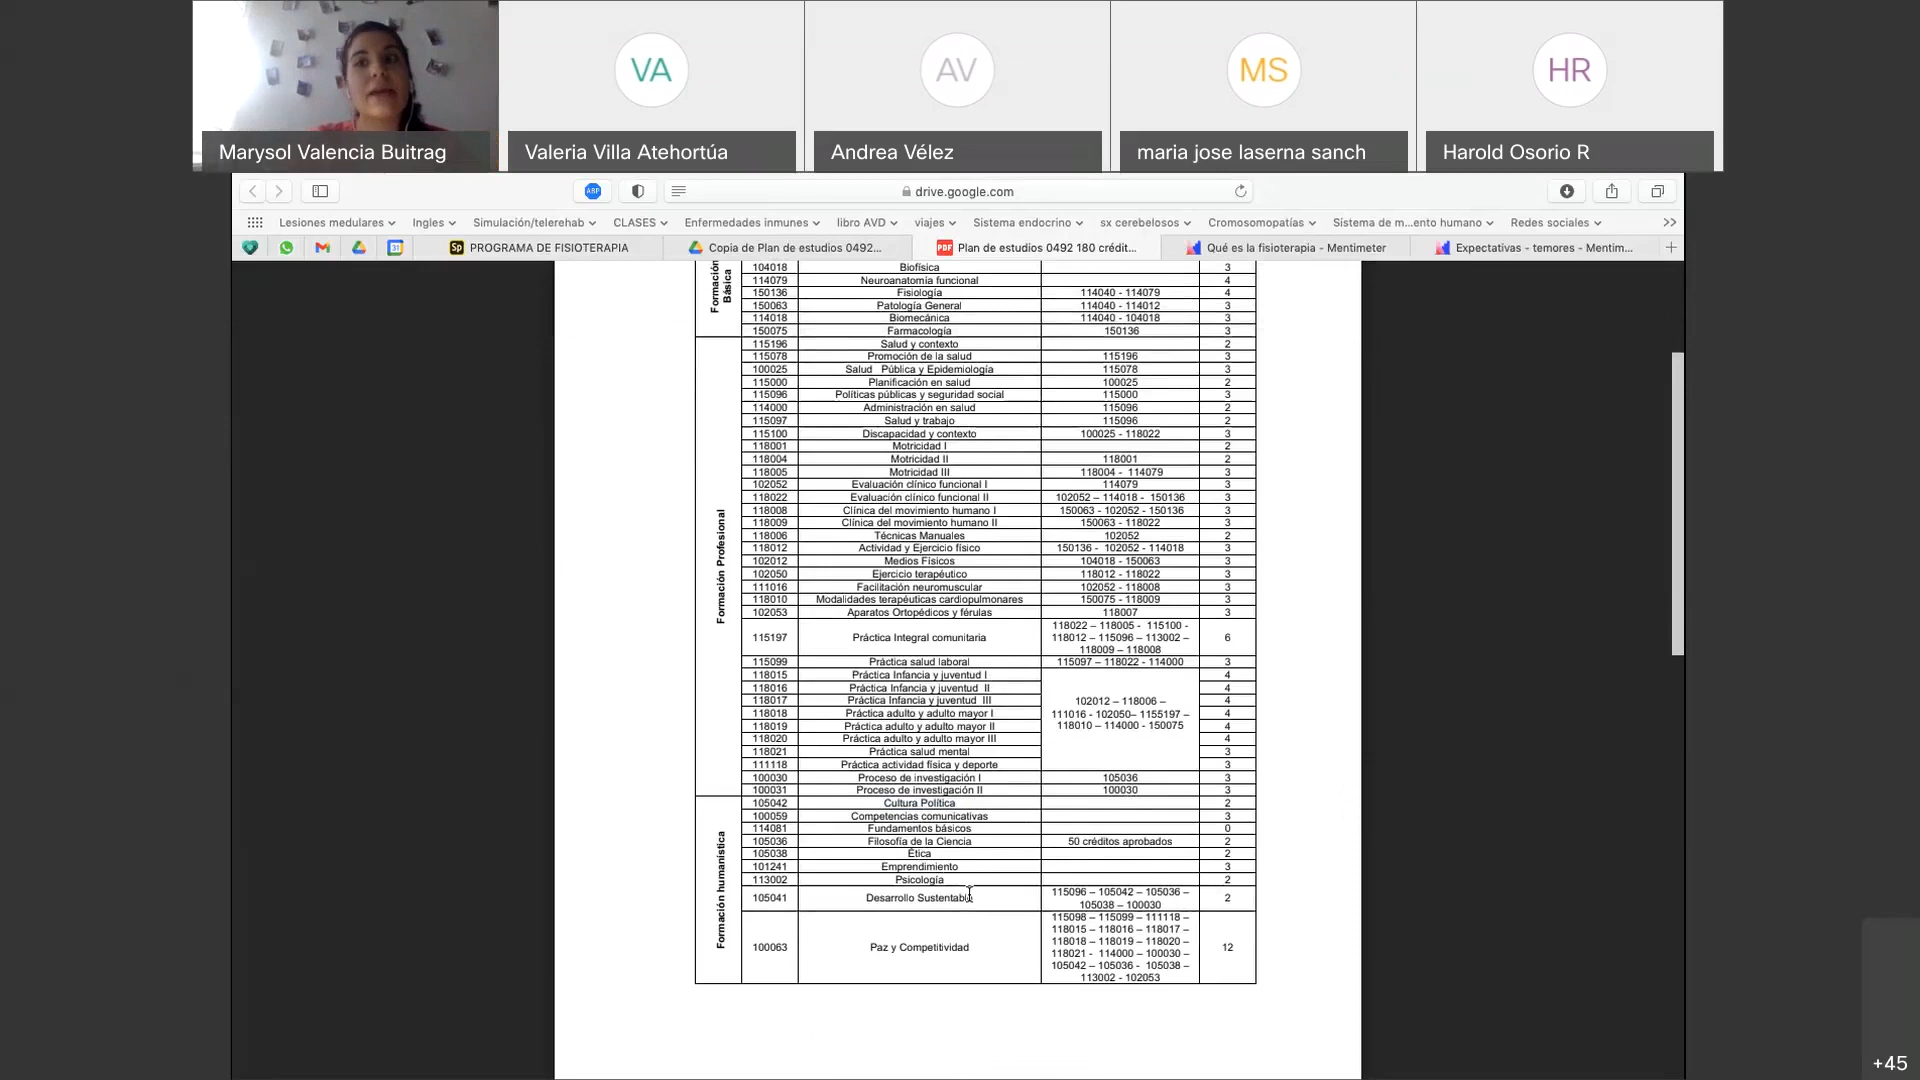 VA
AV
MS
HR
Marysol Valencia Buitrag
Valeria Villa Atehortúa
Andrea Vélez
maria jose laserna sanch
Harold Osorio R
ABP
drive.google.com
Lesiones medulares
Ingles
Simulación/telerehab
CLASES
Enfermedades inmunes
libro AVD
viajes
Sistema endocrino
sx cerebelosos
Cromosomopatías
Sistema de m...ento humano
Redes sociales
31
Sp PROGRAMA DE FISIOTERAPIA
Copia de Plan de estudios 0492...
PDF Plan de estudios 0492 180 crédit...
Qué es la fisioterapia - Mentimeter
Expectativas - temores - Mentim...
Formación Básica
104018 Biofísica 3
114079 Neuroanatomía funcional 4
150136 Fisiología 114040 - 114079 4
150063 Patología General 114040 - 114012 3
114018 Biomecánica 114040 - 104018 3
150075 Farmacología 150136 3
Formación Profesional
115196 Salud y contexto 2
115078 Promoción de la salud 115196 3
100025 Salud Pública y Epidemiología 115078 3
115000 Planificación en salud 100025 2
115096 Políticas públicas y seguridad social 115000 3
114000 Administración en salud 115096 2
115097 Salud y trabajo 115096 2
115100 Discapacidad y contexto 100025 - 118022 3
118001 Motricidad I 2
118004 Motricidad II 118001 2
118005 Motricidad III 118004 - 114079 3
102052 Evaluación clínico funcional I 114079 3
118022 Evaluación clínico funcional II 102052 – 114018 - 150136 3
118008 Clínica del movimiento humano I 150063 - 102052 - 150136 3
118009 Clínica del movimiento humano II 150063 - 118022 3
118006 Técnicas Manuales 102052 2
118012 Actividad y Ejercicio físico 150136 - 102052 - 114018 3
102012 Medios Físicos 104018 - 150063 3
102050 Ejercicio terapéutico 118012 - 118022 3
111016 Facilitación neuromuscular 102052 - 118008 3
118010 Modalidades terapéuticas cardiopulmonares 150075 - 118009 3
102053 Aparatos Ortopédicos y férulas 118007 3
118022 – 118005 - 115100 -
115197 Práctica Integral comunitaria 118012 – 115096 – 113002 – 6
118009 – 118008
115099 Práctica salud laboral 115097 – 118022 - 114000 3
118015 Práctica Infancia y juventud I 4
118016 Práctica Infancia y juventud II 4
118017 Práctica Infancia y juventud III 102012 – 118006 – 4
118018 Práctica adulto y adulto mayor I 111016 - 102050– 1155197 – 4
118019 Práctica adulto y adulto mayor II 118010 – 114000 - 150075 4
118020 Práctica adulto y adulto mayor III 4
118021 Práctica salud mental 3
111118 Práctica actividad física y deporte 3
100030 Proceso de investigación I 105036 3
100031 Proceso de investigación II 100030 3
Formación humanística
105042 Cultura Política 2
100059 Competencias comunicativas 3
114081 Fundamentos básicos 0
105036 Filosofía de la Ciencia 50 créditos aprobados 2
105038 Ética 2
101241 Emprendimiento 3
113002 Psicología 2
115096 – 105042 – 105036 –
105041 Desarrollo Sustentable 2
105038 – 100030
115098 – 115099 – 111118 –
118015 – 118016 – 118017 –
118018 – 118019 – 118020 –
100063 Paz y Competitividad 12
118021 - 114000 – 100030 –
105042 – 105036 - 105038 –
113002 - 102053
+45